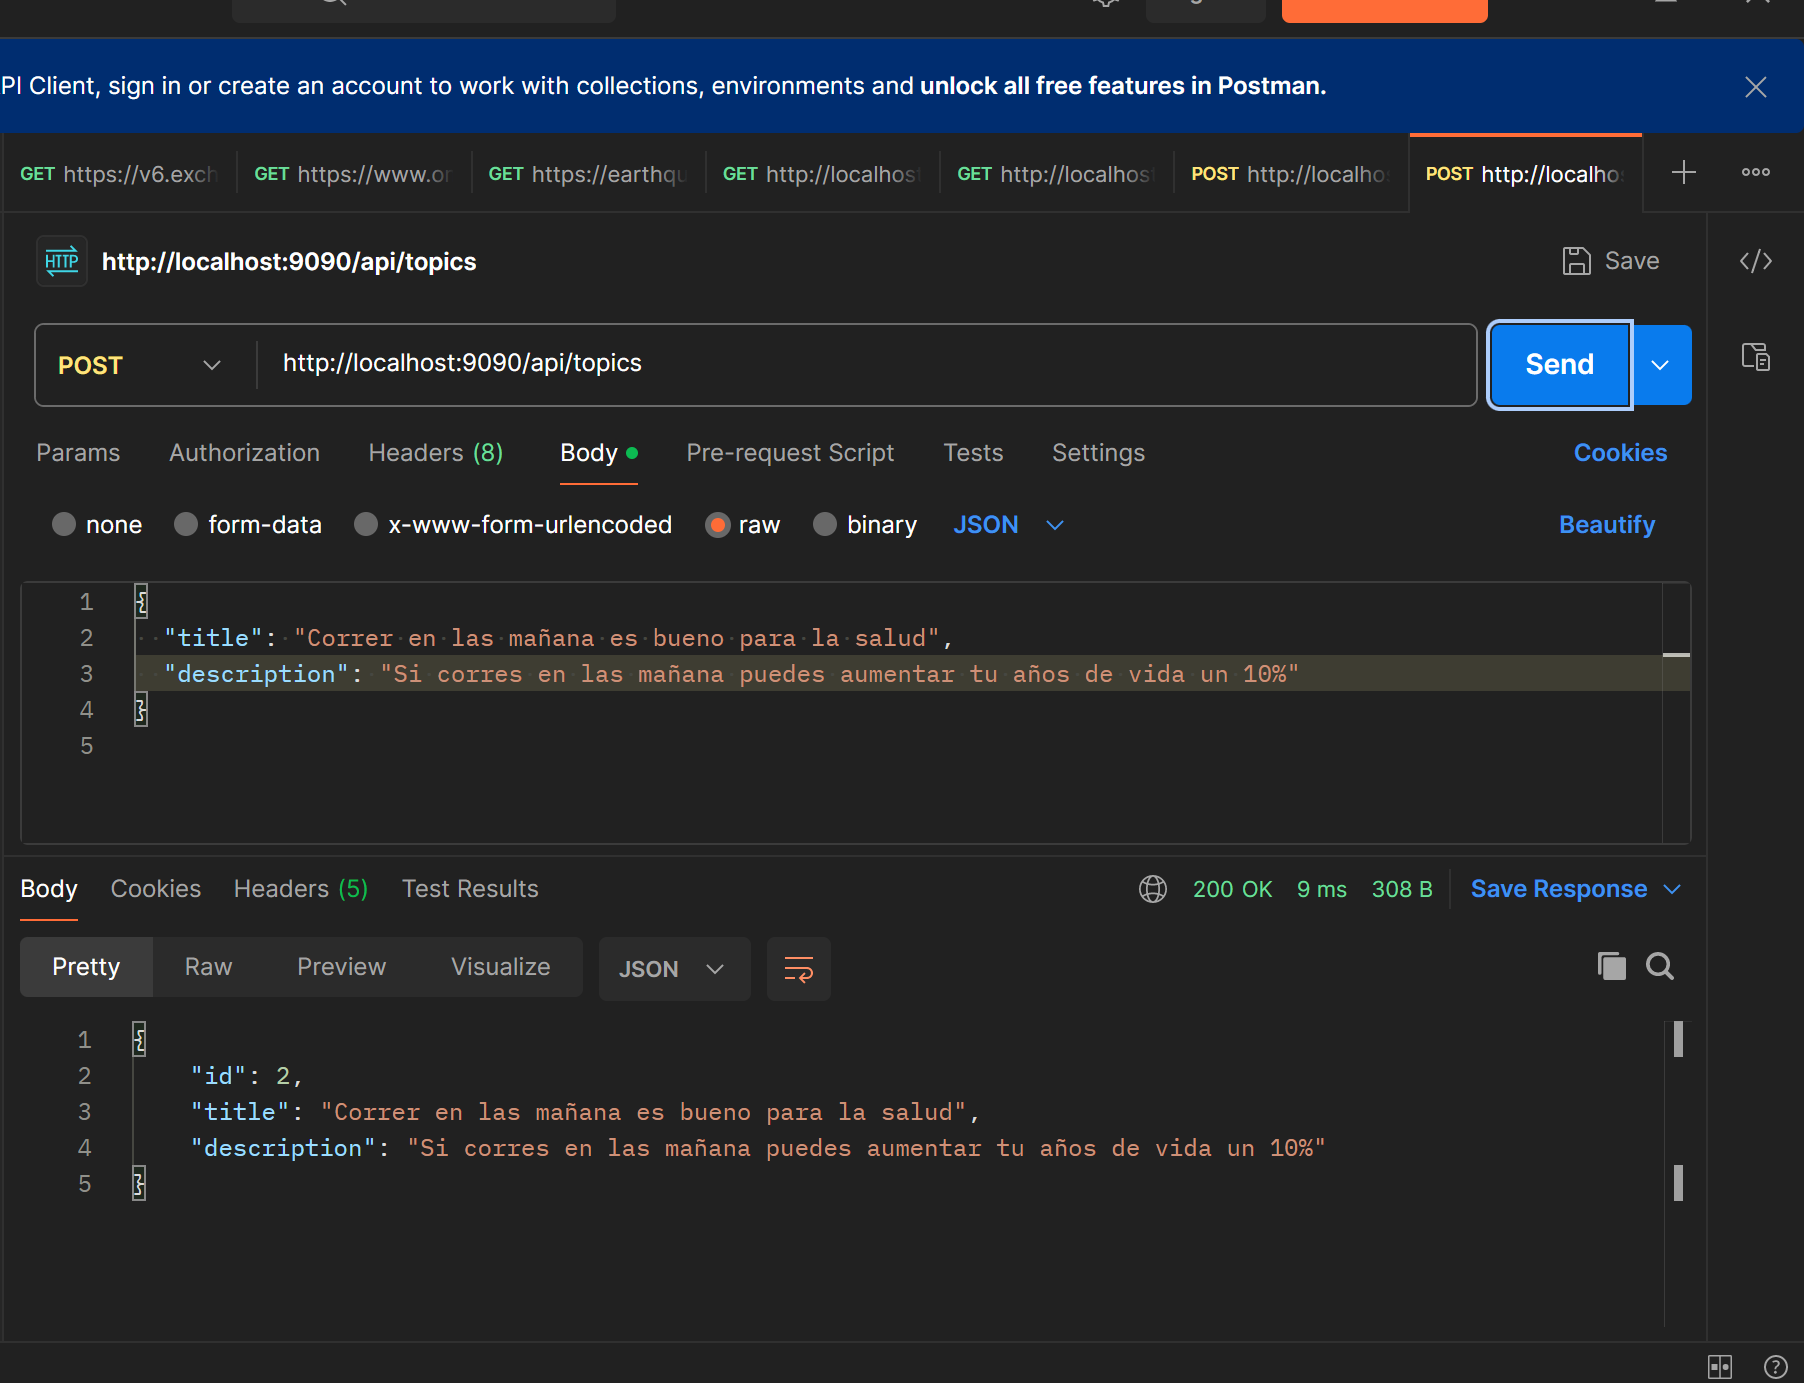 PI Client, sign in or create an account to work with collections, environments and unlock all free features in Postman.
GET https://v6.exch GET https://www.or GET https://earthqu GET http://localhost GET http://localhost POST http://localho POST http://localhos
HTTP http://localhost:9090/api/topics Save
POST http://localhost:9090/api/topics Send
Params Authorization Headers (8) Body Pre-request Script Tests Settings Cookies
none form-data x-www-form-urlencoded raw binary JSON Beautify
1 {
2 "title": "Correr en las mañana es bueno para la salud",
3 "description": "Si corres en las mañana puedes aumentar tu años de vida un 10%"
4 }
5
Body Cookies Headers (5) Test Results 200 OK 9 ms 308 B Save Response
Pretty Raw Preview Visualize JSON
1 {
2 "id": 2,
3 "title": "Correr en las mañana es bueno para la salud",
4 "description": "Si corres en las mañana puedes aumentar tu años de vida un 10%"
5 }